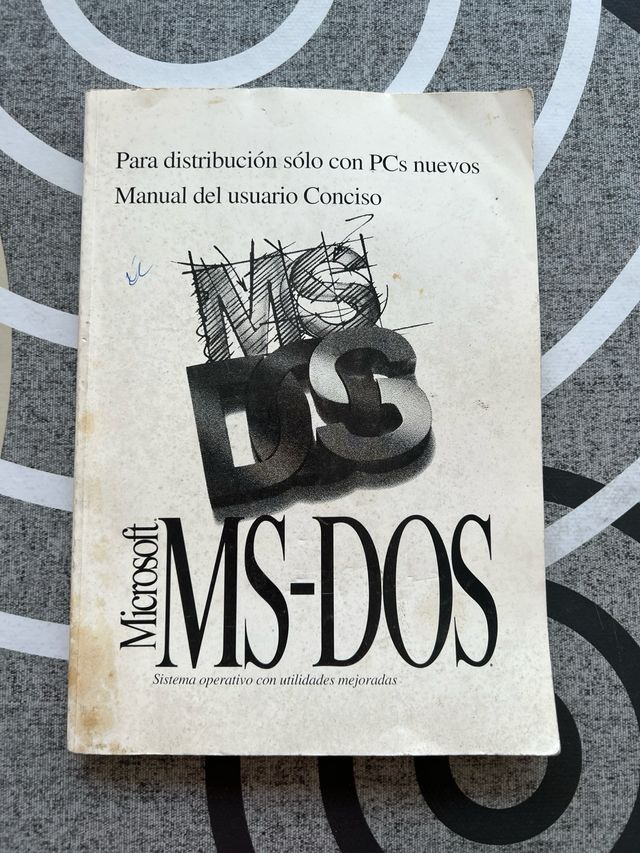 Para distribución sólo con PCs nuevos
Manual del usuario Conciso
MS
DOS
Microsoft®
MS-DOS®
Sistema operativo con utilidades mejoradas